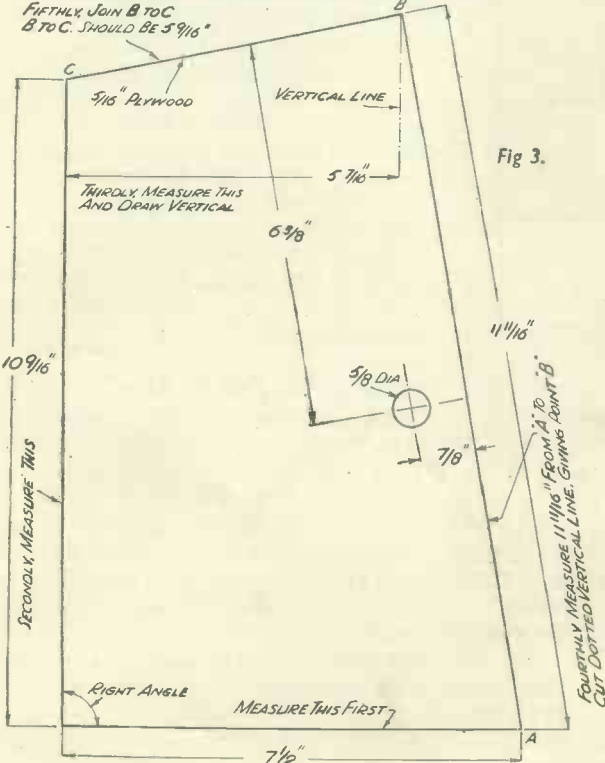 FIFTHLY, JOIN B TO C
B TO C. SHOULD BE 5 9/16"
B
C
5/16" PLYWOOD
VERTICAL LINE
Fig 3.
5 7/16"
THIRDLY, MEASURE THIS
AND DRAW VERTICAL
6 3/8"
11 11/16"
10 9/16"
5/8 DIA
7/8"
SECONDLY, MEASURE THIS
FOURTHLY MEASURE 11 11/16" FROM "A" TO
CUT DOTTED VERTICAL LINE, GIVING POINT "B"
RIGHT ANGLE
MEASURE THIS FIRST
A
7 1/2"